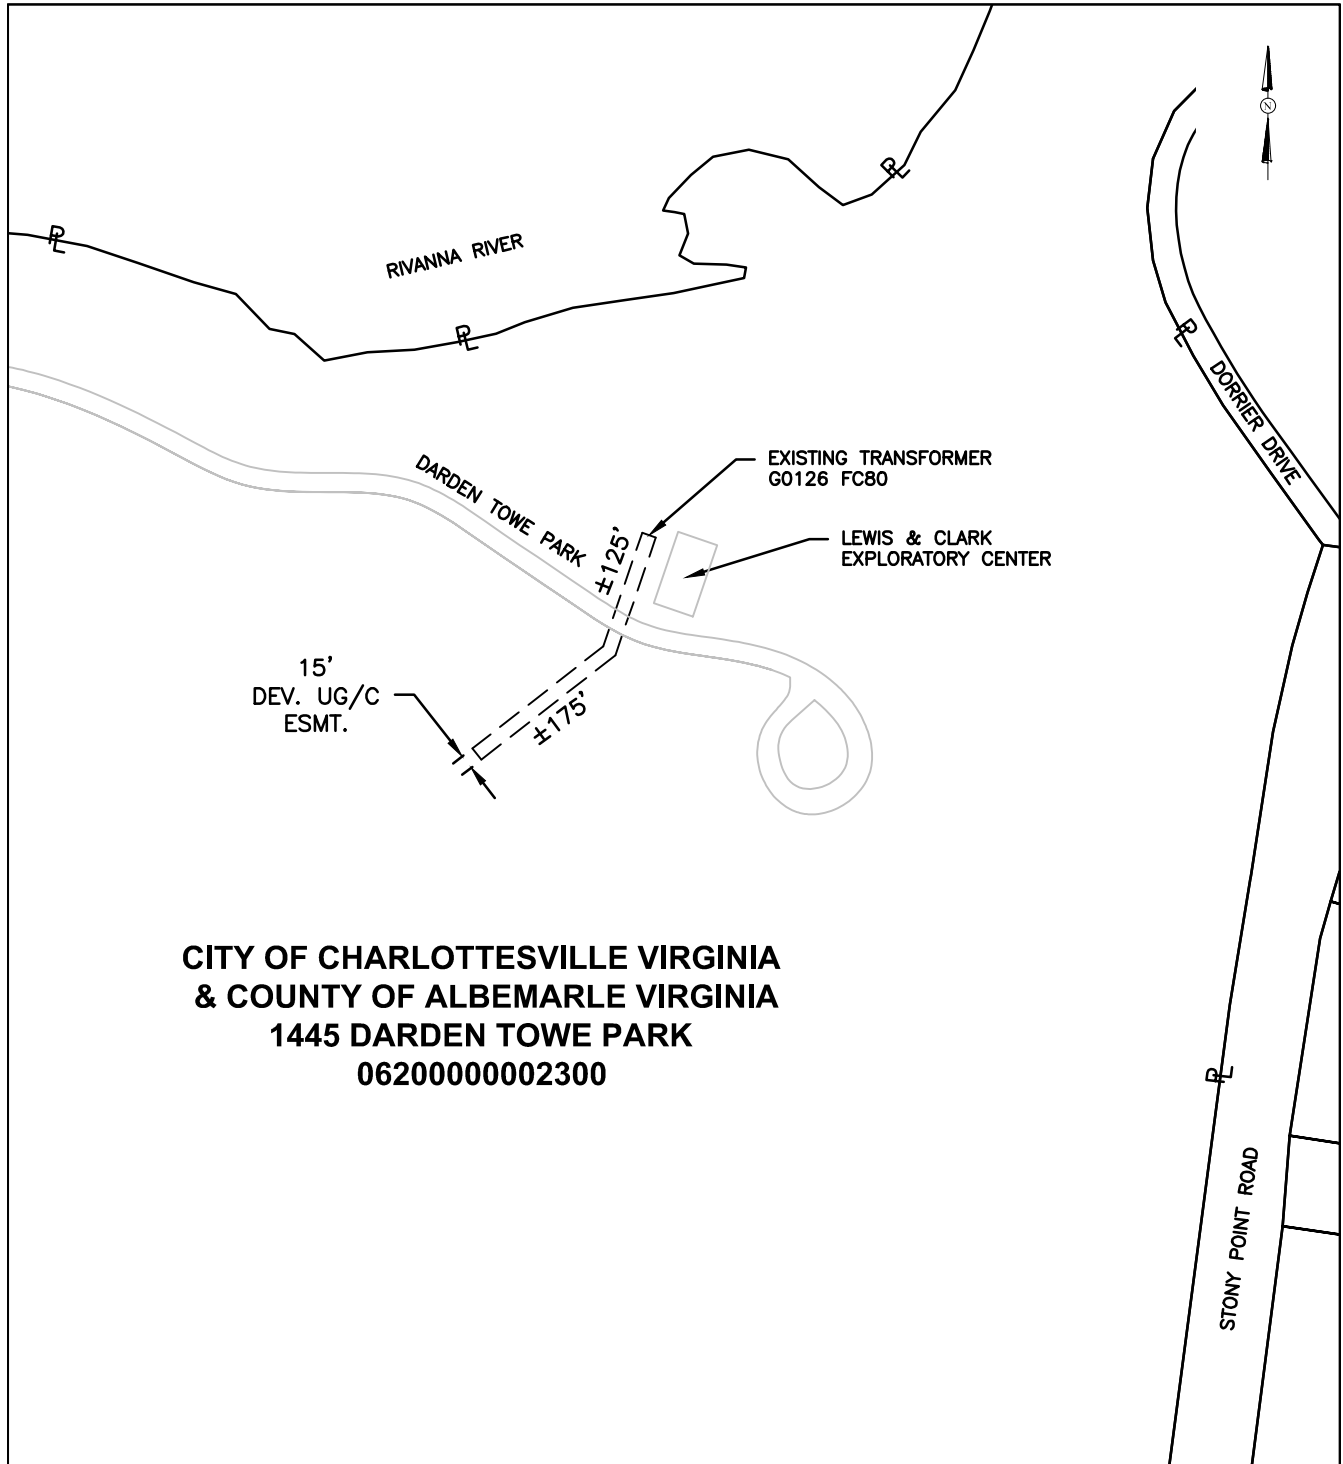 N
PL
RIVANNA RIVER
PL
PL
PL
DORRIER DRIVE
DARDEN TOWE PARK
EXISTING TRANSFORMER
G0126 FC80
LEWIS & CLARK
EXPLORATORY CENTER
±125'
15'
DEV. UG/C
ESMT.
±175'
CITY OF CHARLOTTESVILLE VIRGINIA
& COUNTY OF ALBEMARLE VIRGINIA
1445 DARDEN TOWE PARK
06200000002300
PL
STONY POINT ROAD